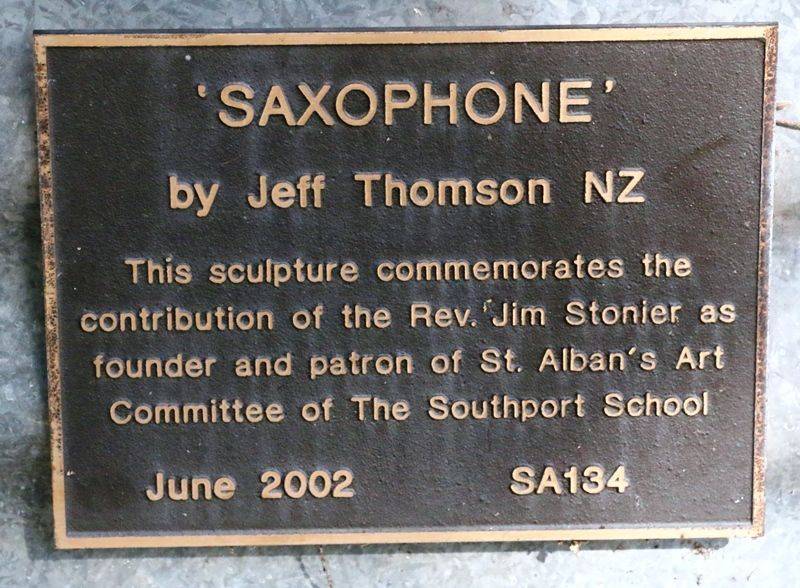 'SAXOPHONE'
by Jeff Thomson NZ
This sculpture commemorates the
contribution of the Rev. Jim Stonier as
founder and patron of St. Alban's Art
Committee of The Southport School
June 2002 SA134